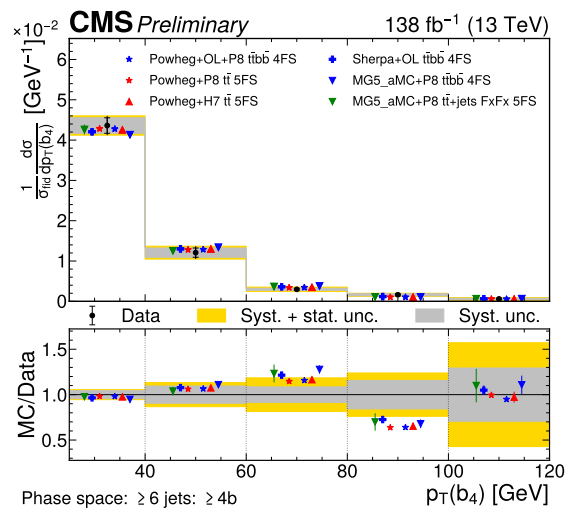 CMS Preliminary 138 fb⁻¹ (13 TeV)
×10⁻²
Powheg+OL+P8 tt̄bb̄ 4FS
Powheg+P8 tt̄ 5FS
Powheg+H7 tt̄ 5FS
Sherpa+OL tt̄bb̄ 4FS
MG5_aMC+P8 tt̄bb̄ 4FS
MG5_aMC+P8 tt̄+jets FxFx 5FS
1/σ_fid dσ/dp_T(b₄) [GeV⁻¹]
6
5
4
3
2
1
0
Data Syst. + stat. unc. Syst. unc.
MC/Data
1.5
1.0
0.5
40 60 80 100 120
p_T(b₄) [GeV]
Phase space: ≥ 6 jets: ≥ 4b